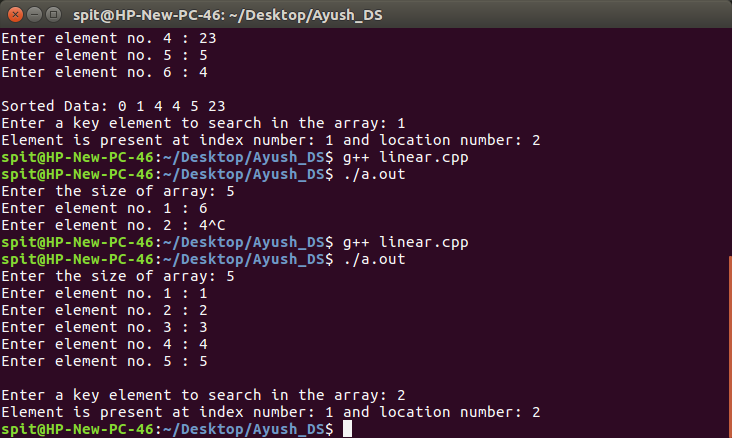 spit@HP-New-PC-46: ~/Desktop/Ayush_DS
Enter element no. 4 : 23
Enter element no. 5 : 5
Enter element no. 6 : 4

Sorted Data: 0 1 4 4 5 23
Enter a key element to search in the array: 1
Element is present at index number: 1 and location number: 2
spit@HP-New-PC-46:~/Desktop/Ayush_DS$ g++ linear.cpp
spit@HP-New-PC-46:~/Desktop/Ayush_DS$ ./a.out
Enter the size of array: 5
Enter element no. 1 : 6
Enter element no. 2 : 4^C
spit@HP-New-PC-46:~/Desktop/Ayush_DS$ g++ linear.cpp
spit@HP-New-PC-46:~/Desktop/Ayush_DS$ ./a.out
Enter the size of array: 5
Enter element no. 1 : 1
Enter element no. 2 : 2
Enter element no. 3 : 3
Enter element no. 4 : 4
Enter element no. 5 : 5

Enter a key element to search in the array: 2
Element is present at index number: 1 and location number: 2
spit@HP-New-PC-46:~/Desktop/Ayush_DS$